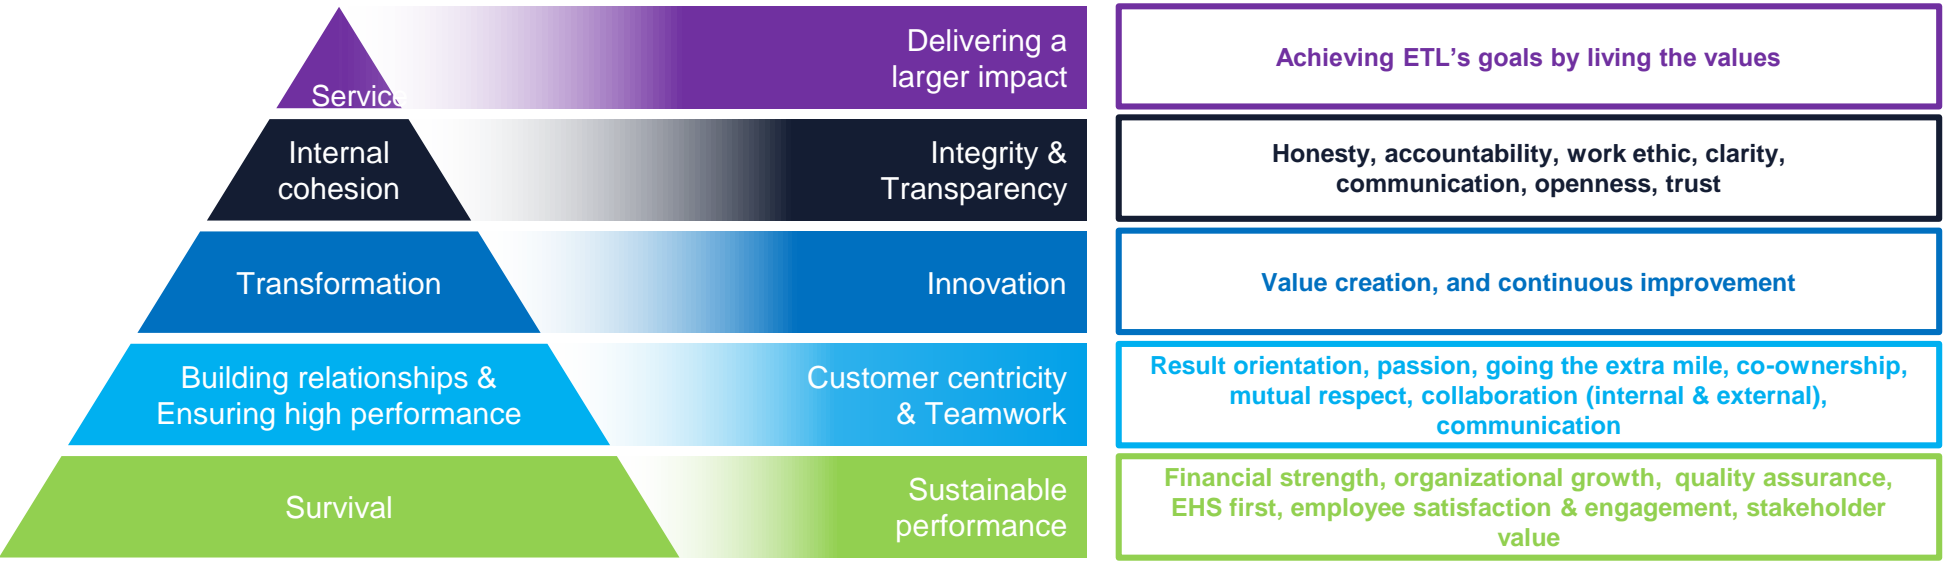 Service
Delivering a
larger impact
Achieving ETL’s goals by living the values
Internal
cohesion
Integrity &
Transparency
Honesty, accountability, work ethic, clarity,
communication, openness, trust
Transformation
Innovation
Value creation, and continuous improvement
Building relationships &
Ensuring high performance
Customer centricity
& Teamwork
Result orientation, passion, going the extra mile, co-ownership,
mutual respect, collaboration (internal & external),
communication
Survival
Sustainable
performance
Financial strength, organizational growth, quality assurance,
EHS first, employee satisfaction & engagement, stakeholder
value